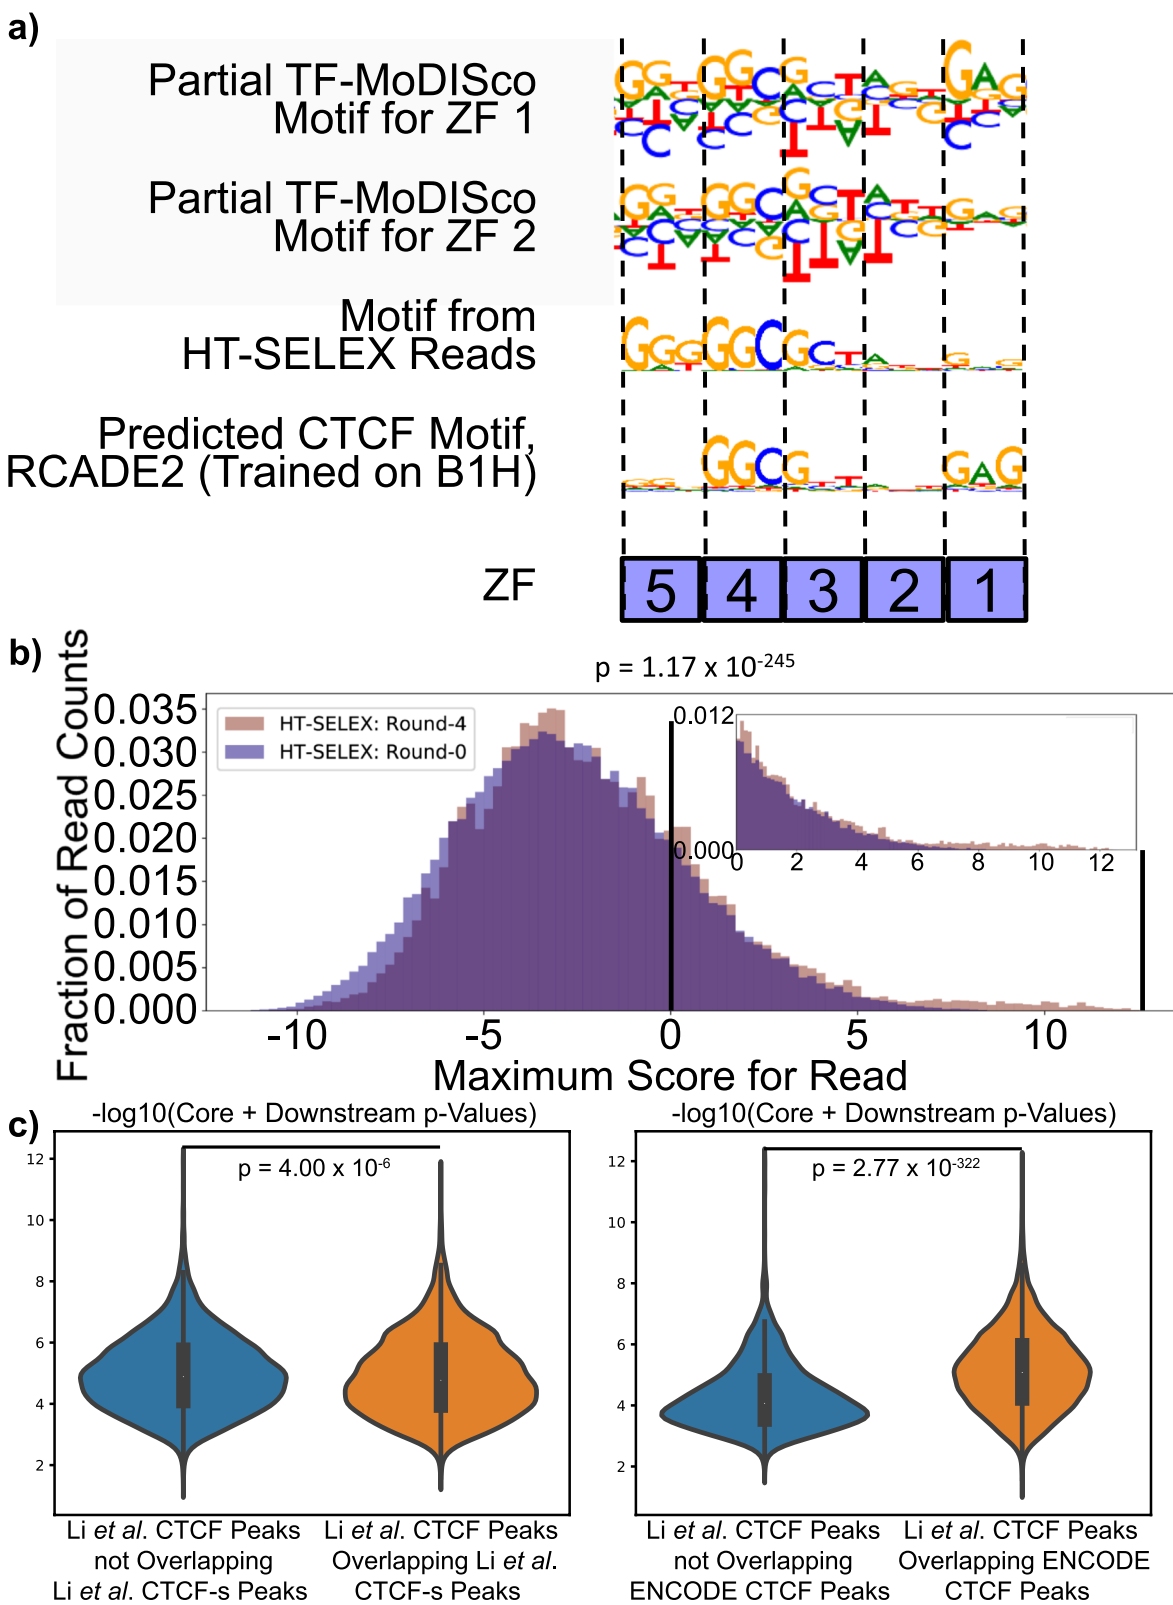 a)
Partial TF-MoDISco
Motif for ZF 1
Partial TF-MoDISco
Motif for ZF 2
Motif from
HT-SELEX Reads
Predicted CTCF Motif,
RCADE2 (Trained on B1H)
ZF
5 4 3 2 1
b)
p = 1.17 x 10-245
Fraction of Read Counts
0.035
0.030
0.025
0.020
0.015
0.010
0.005
0.000
HT-SELEX: Round-4
HT-SELEX: Round-0
0.012
0.000
0 2 4 6 8 10 12
-10 -5 0 5 10
Maximum Score for Read
c)
-log10(Core + Downstream p-Values)
p = 4.00 x 10-6
12
10
8
6
4
2
Li et al. CTCF Peaks
not Overlapping
Li et al. CTCF-s Peaks
Li et al. CTCF Peaks
Overlapping Li et al.
CTCF-s Peaks
-log10(Core + Downstream p-Values)
p = 2.77 x 10-322
12
10
8
6
4
2
Li et al. CTCF Peaks
not Overlapping
ENCODE CTCF Peaks
Li et al. CTCF Peaks
Overlapping ENCODE
CTCF Peaks